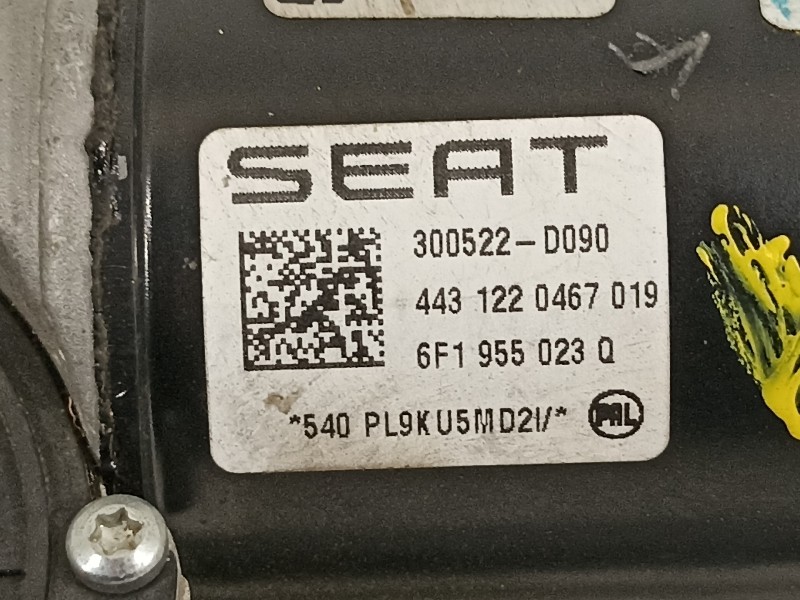 SEAT
300522-D090
443 122 0467 019
6F1 955 023 Q
*540 PL9KU5MD2I/*
PAL